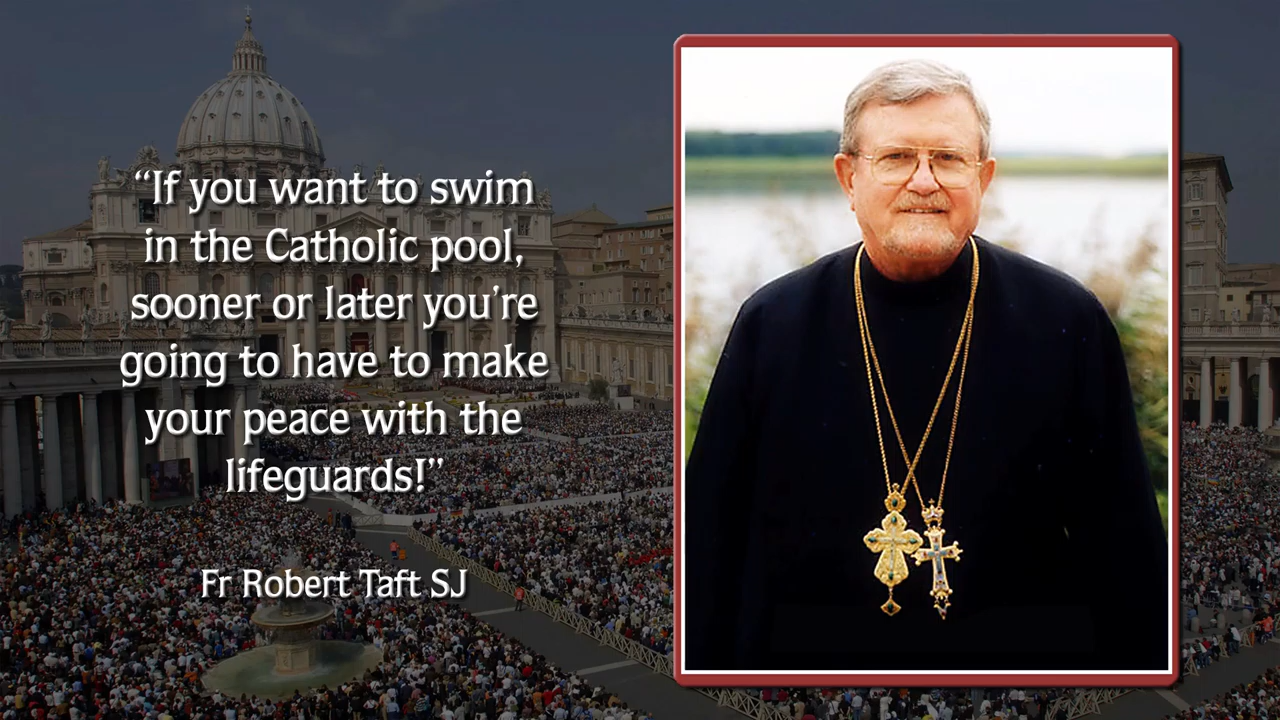 “If you want to swim
in the Catholic pool,
sooner or later you’re
going to have to make
your peace with the
lifeguards!”
Fr Robert Taft SJ